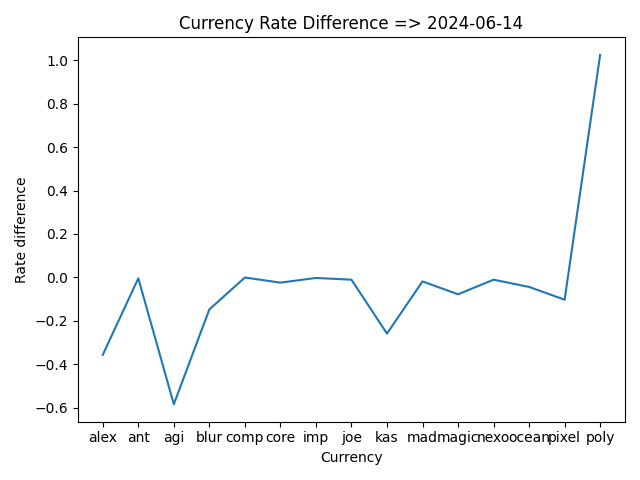 Currency Rate Difference => 2024-06-14
Rate difference
1.0
0.8
0.6
0.4
0.2
0.0
−0.2
−0.4
−0.6
alex ant agi blur comp core imp joe kas mad magic nexo ocean pixel poly
Currency